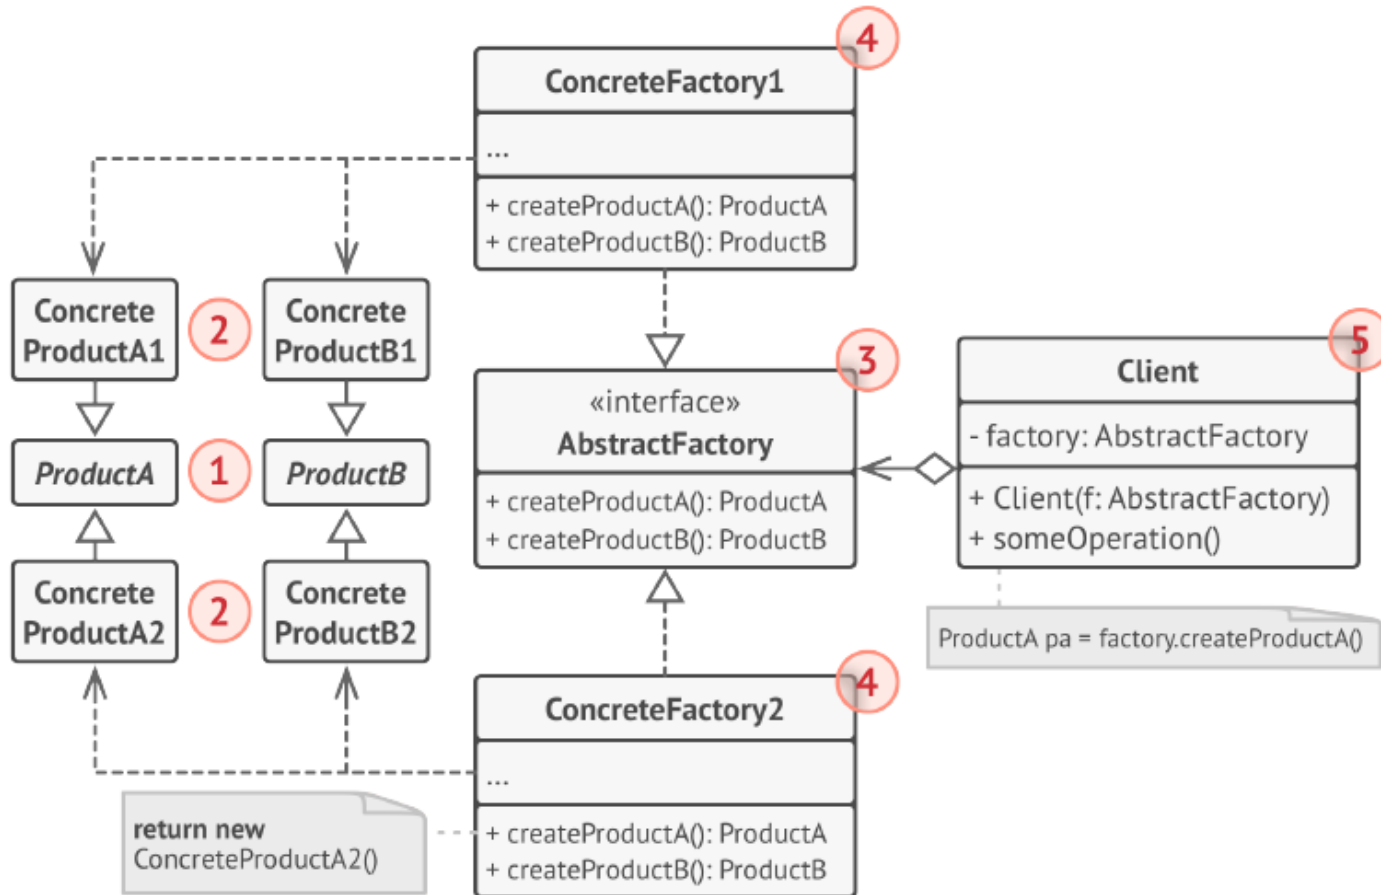 4
ConcreteFactory1
...
+ createProductA(): ProductA
+ createProductB(): ProductB
Concrete
ProductA1
2
Concrete
ProductB1
3
«interface»
AbstractFactory
+ createProductA(): ProductA
+ createProductB(): ProductB
5
Client
- factory: AbstractFactory
+ Client(f: AbstractFactory)
+ someOperation()
ProductA
1
ProductB
Concrete
ProductA2
2
Concrete
ProductB2
ProductA pa = factory.createProductA()
4
ConcreteFactory2
...
+ createProductA(): ProductA
+ createProductB(): ProductB
return new
ConcreteProductA2()